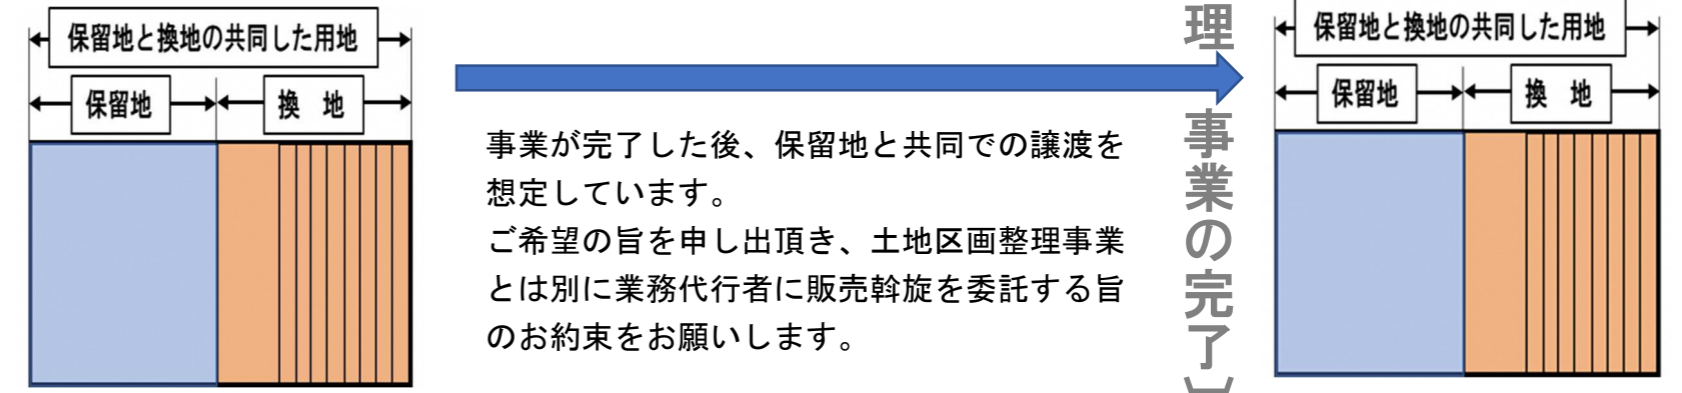 保留地と換地の共同した用地
保留地
換 地
事業が完了した後、保留地と共同での譲渡を
想定しています。
ご希望の旨を申し出頂き、土地区画整理事業
とは別に業務代行者に販売斡旋を委託する旨
のお約束をお願いします。
理 事業の完了］
保留地と換地の共同した用地
保留地
換 地